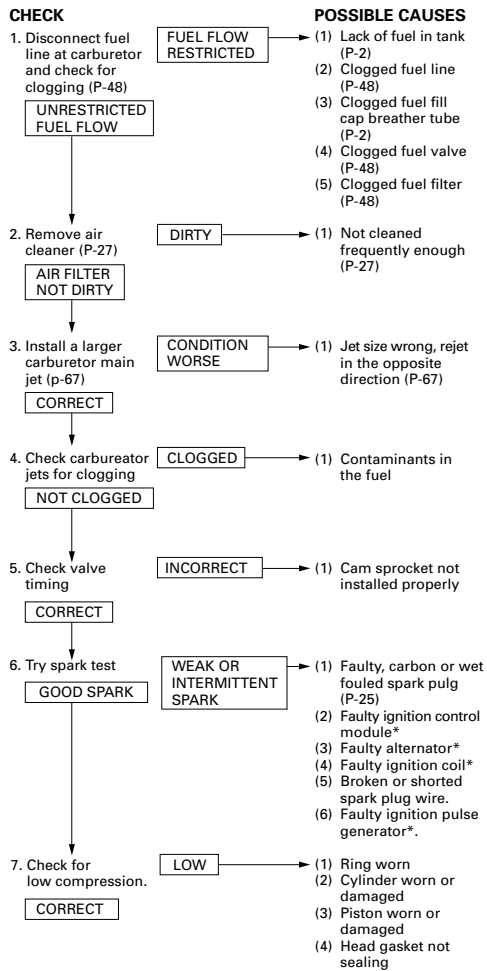 CHECK
POSSIBLE CAUSES
1. Disconnect fuel
line at carburetor
and check for
clogging (P-48)
FUEL FLOW
RESTRICTED
(1) Lack of fuel in tank
(P-2)
(2) Clogged fuel line
(P-48)
(3) Clogged fuel fill
cap breather tube
(P-2)
(4) Clogged fuel valve
(P-48)
(5) Clogged fuel filter
(P-48)
UNRESTRICTED
FUEL FLOW
2. Remove air
cleaner (P-27)
DIRTY
(1) Not cleaned
frequently enough
(P-27)
AIR FILTER
NOT DIRTY
3. Install a larger
carburetor main
jet (p-67)
CONDITION
WORSE
(1) Jet size wrong, rejet
in the opposite
direction (P-67)
CORRECT
4. Check carbureator
jets for clogging
CLOGGED
(1) Contaminants in
the fuel
NOT CLOGGED
5. Check valve
timing
INCORRECT
(1) Cam sprocket not
installed properly
CORRECT
6. Try spark test
WEAK OR
INTERMITTENT
SPARK
(1) Faulty, carbon or wet
fouled spark pulg
(P-25)
(2) Faulty ignition control
module*
(3) Faulty alternator*
(4) Faulty ignition coil*
(5) Broken or shorted
spark plug wire.
(6) Faulty ignition pulse
generator*.
GOOD SPARK
7. Check for
low compression.
LOW
(1) Ring worn
(2) Cylinder worn or
damaged
(3) Piston worn or
damaged
(4) Head gasket not
sealing
CORRECT